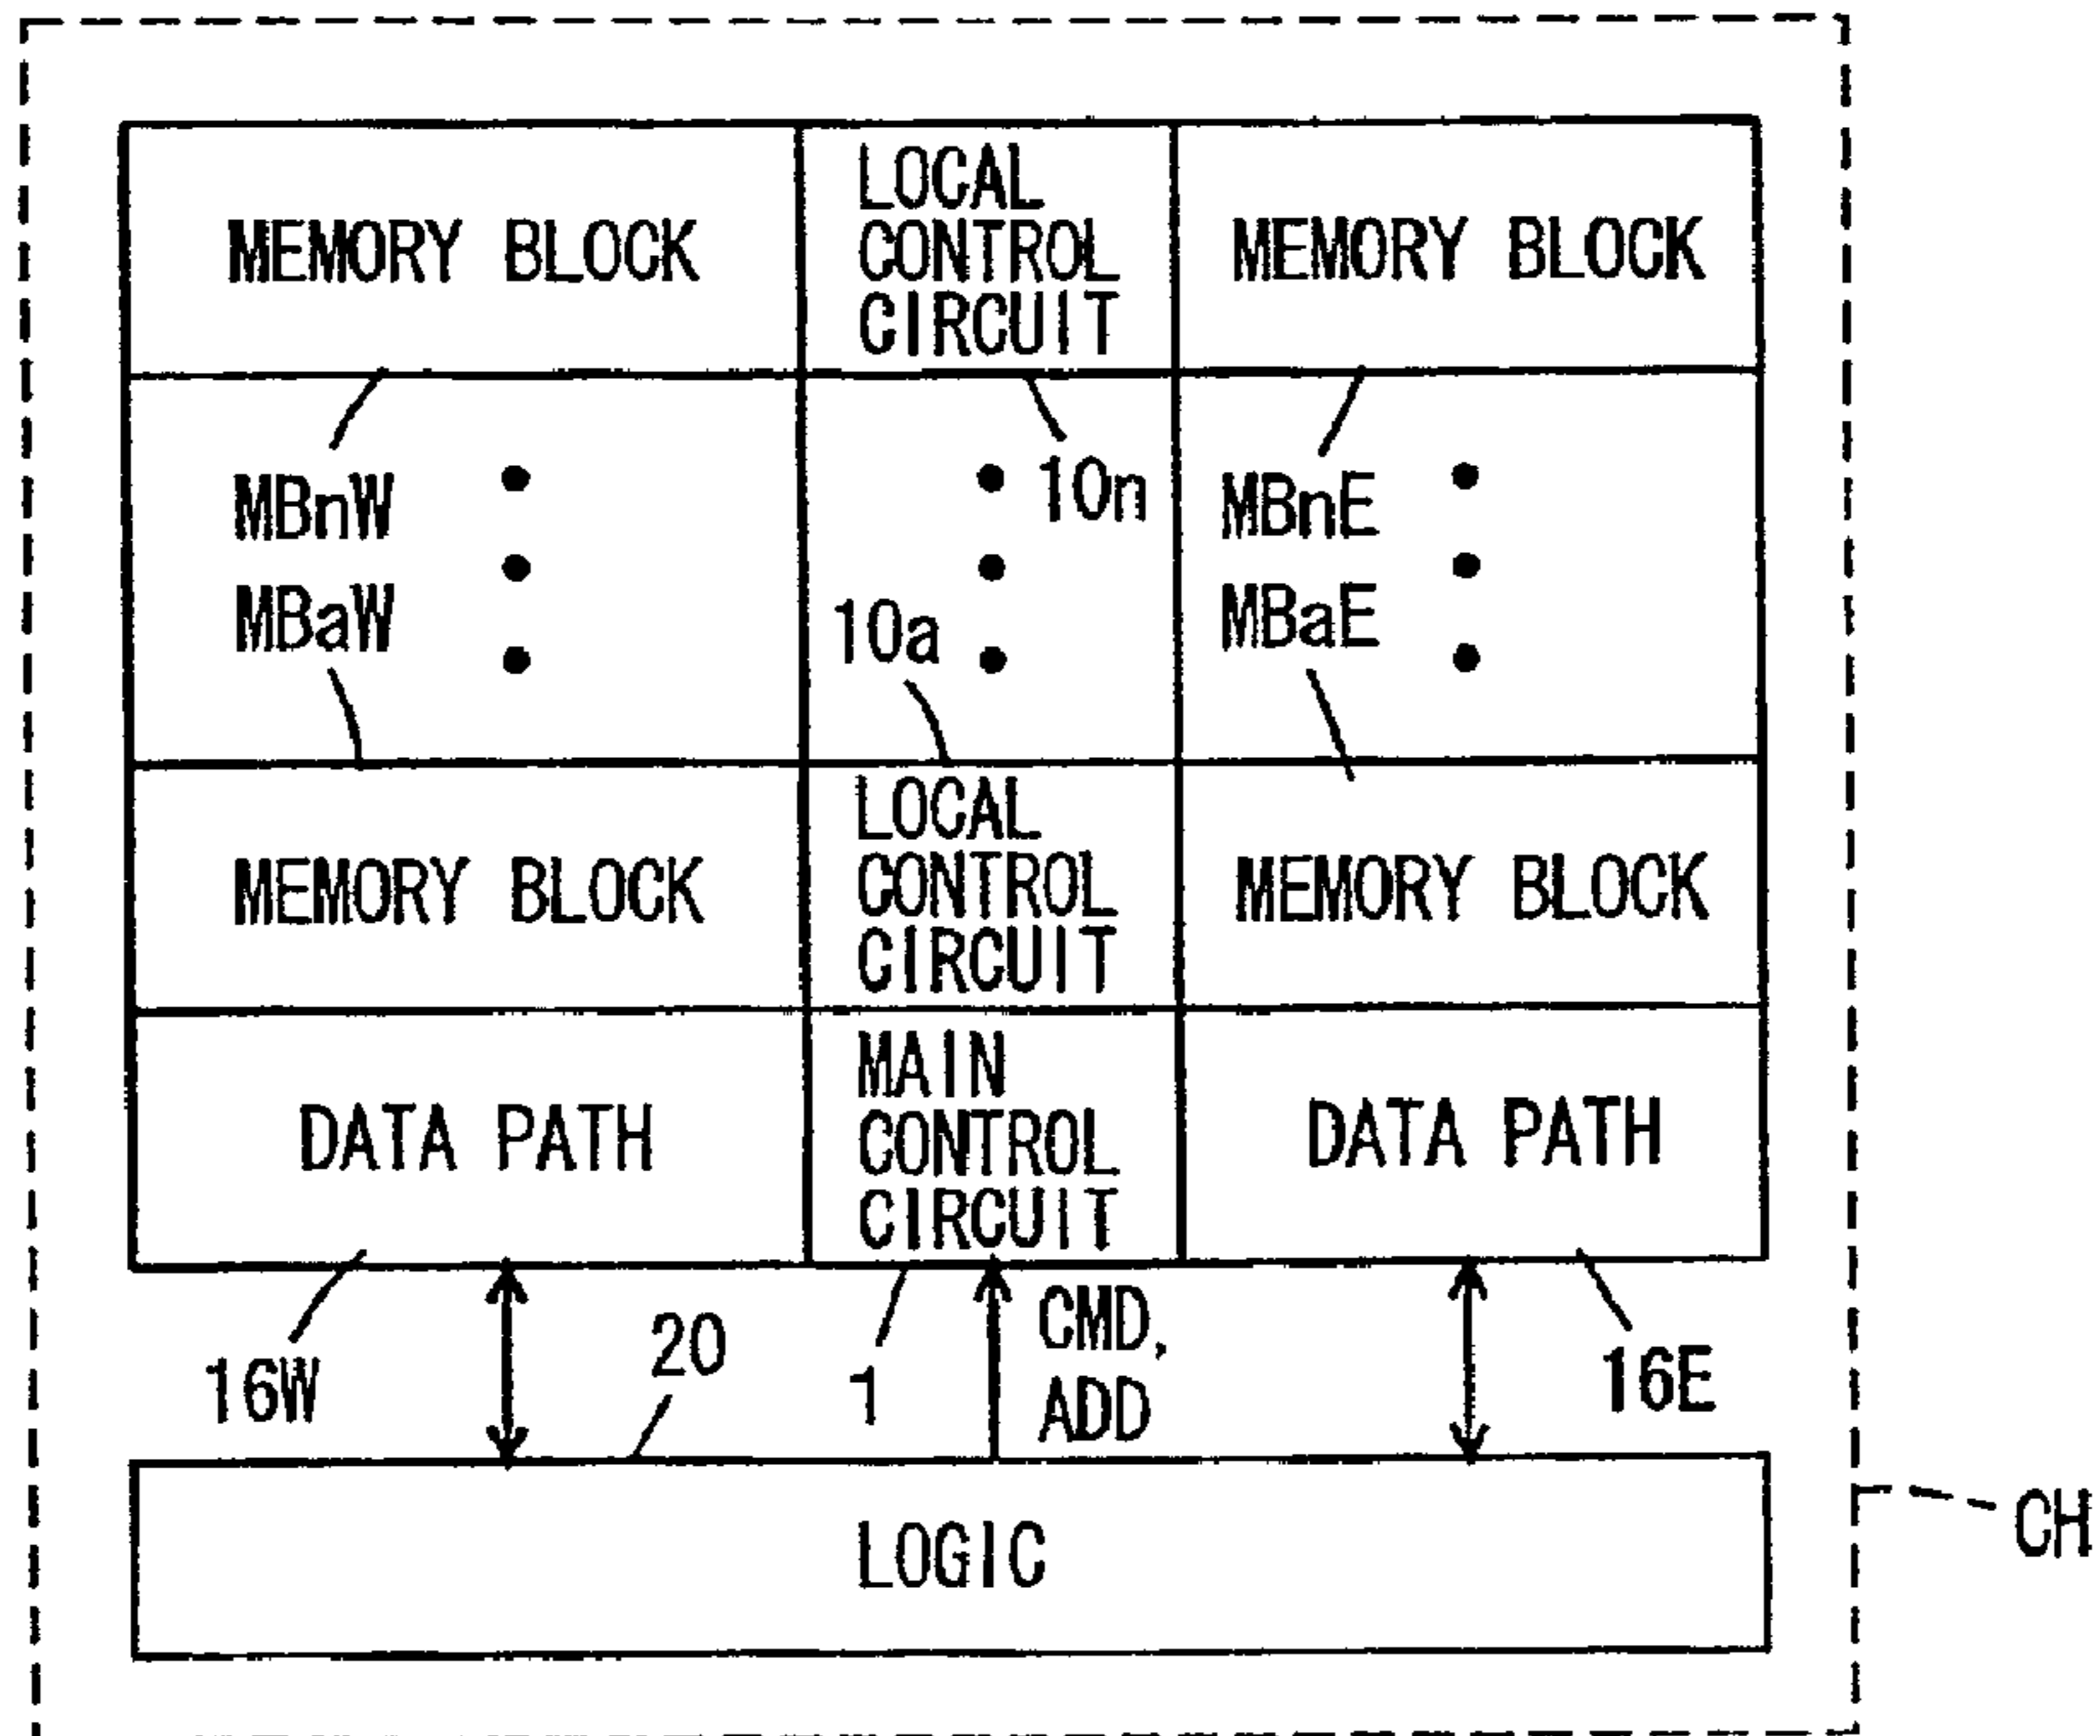 MEMORY BLOCK
LOCAL
CONTROL
CIRCUIT
MEMORY BLOCK
MBnW
10n
MBnE
MBaW
10a
MBaE
MEMORY BLOCK
LOCAL
CONTROL
CIRCUIT
MEMORY BLOCK
DATA PATH
MAIN
CONTROL
CIRCUIT
DATA PATH
16W
20
1
CMD,
ADD
16E
LOGIC
CH